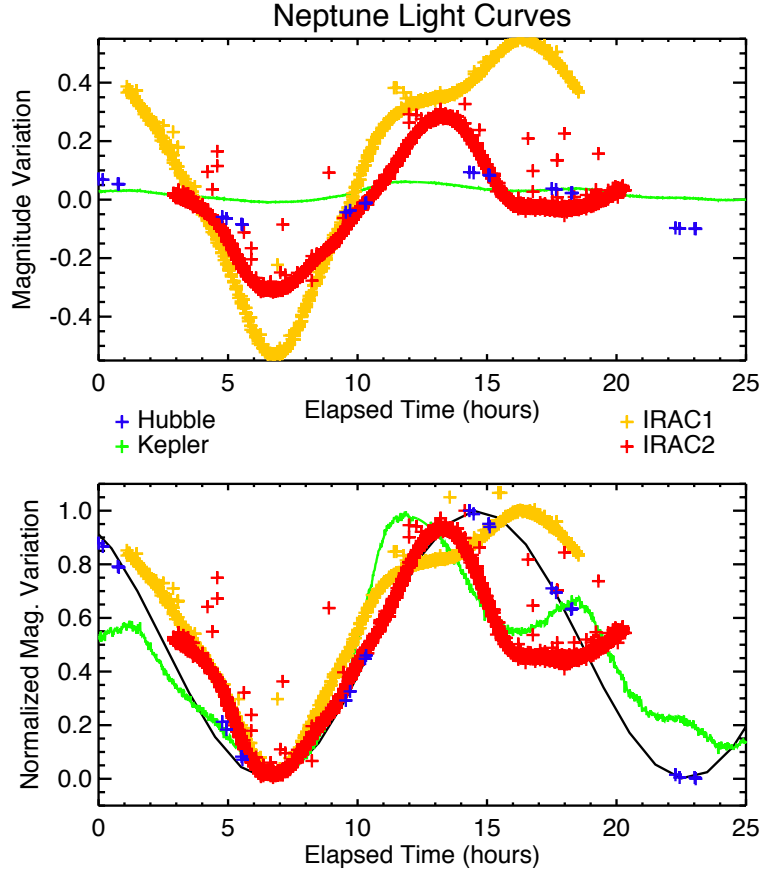 Neptune Light Curves
Magnitude Variation
0.4
0.2
0.0
-0.2
-0.4
0 5 10 15 20 25
Elapsed Time (hours)
+ Hubble
+ Kepler
+ IRAC1
+ IRAC2
Normalized Mag. Variation
1.0
0.8
0.6
0.4
0.2
0.0
0 5 10 15 20 25
Elapsed Time (hours)